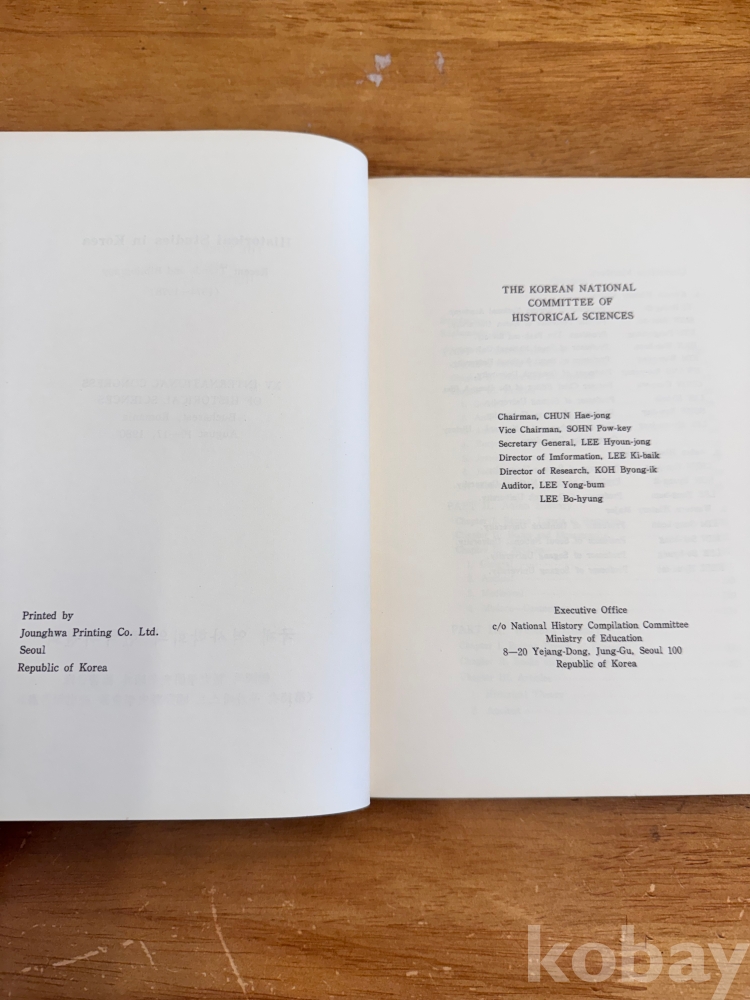 Printed by
Jounghwa Printing Co. Ltd.
Seoul
Republic of Korea
THE KOREAN NATIONAL
COMMITTEE OF
HISTORICAL SCIENCES
Chairman, CHUN Hae-jong
Vice Chairman, SOHN Pow-key
Secretary General, LEE Hyoun-jong
Director of Imformation, LEE Ki-baik
Director of Research, KOH Byong-ik
Auditor, LEE Yong-bum
LEE Bo-hyung
Executive Office
c/o National History Compilation Committee
Ministry of Education
8—20 Yejang-Dong, Jung-Gu, Seoul 100
Republic of Korea
kobay